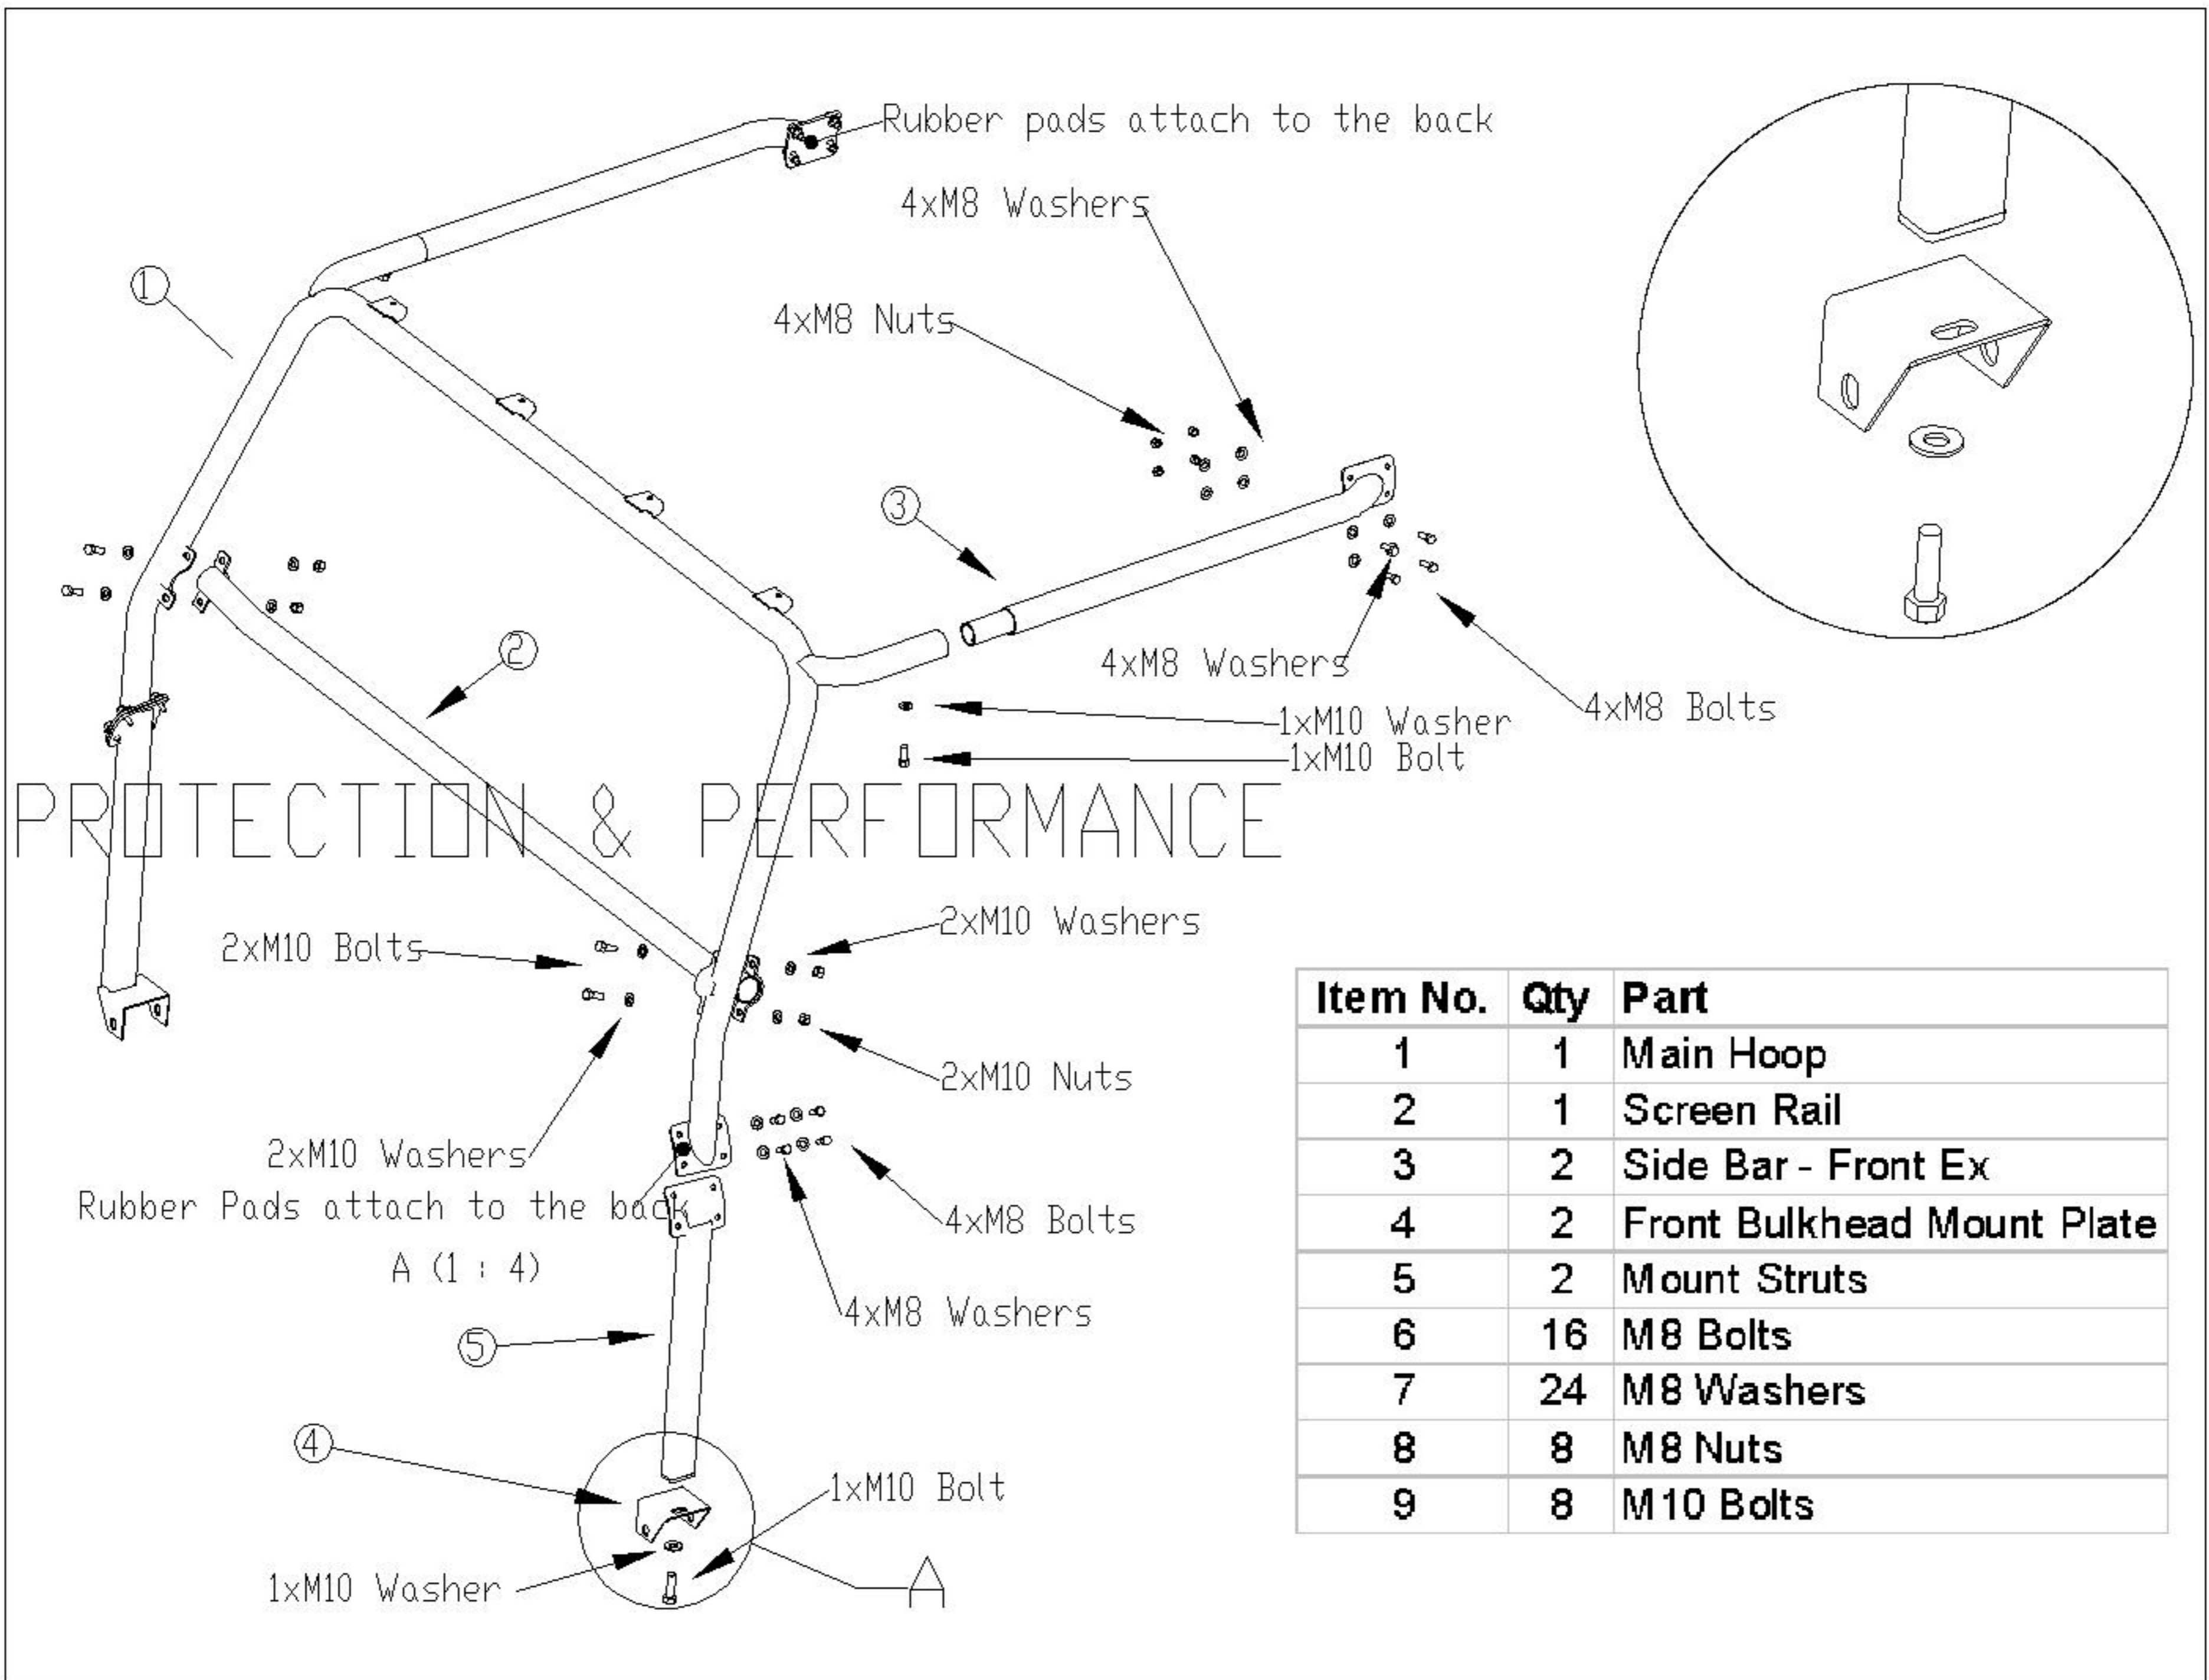 Rubber pads attach to the back
4xM8 Washers
4xM8 Nuts
1
3
2
4xM8 Washers
4xM8 Bolts
1xM10 Washer
1xM10 Bolt
PROTECTION & PERFORMANCE
2xM10 Bolts
2xM10 Washers
2xM10 Nuts
2xM10 Washers
Rubber Pads attach to the back
A (1 : 4)
4xM8 Bolts
4xM8 Washers
5
4
1xM10 Bolt
1xM10 Washer
A
Item No. Qty Part
1 1 Main Hoop
2 1 Screen Rail
3 2 Side Bar - Front Ex
4 2 Front Bulkhead Mount Plate
5 2 Mount Struts
6 16 M8 Bolts
7 24 M8 Washers
8 8 M8 Nuts
9 8 M10 Bolts